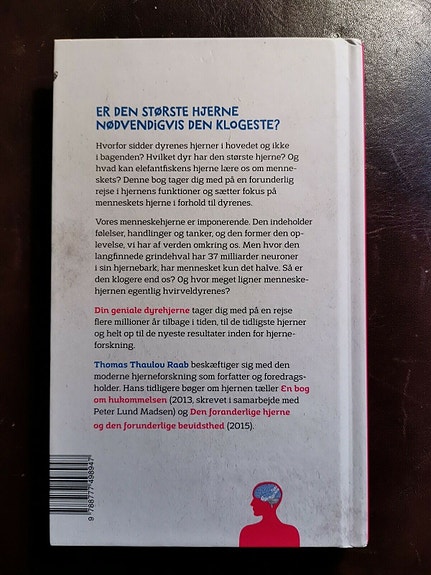 ER DEN STØRSTE HJERNE
NØDVENDIGVIS DEN KLOGESTE?
Hvorfor sidder dyrenes hjerner i hovedet og ikke
i bagenden? Hvilket dyr har den største hjerne? Og
hvad kan elefantfiskens hjerne lære os om menne-
skets? Denne bog tager dig med på en forunderlig
rejse i hjernens funktioner og sætter fokus på
menneskets hjerne i forhold til dyrenes.
Vores menneskehjerne er imponerende. Den indeholder
følelser, handlinger og tanker, og den former den op-
levelse, vi har af verden omkring os. Men hvor den
langfinnede grindehval har 37 milliarder neuroner
i sin hjernebark, har mennesket kun det halve. Så er
den klogere end os? Og hvor meget ligner menneske-
hjernen egentlig hvirveldyrenes?
Din geniale dyrehjerne tager dig med på en rejse
flere millioner år tilbage i tiden, til de tidligste hjerner
og helt op til de nyeste resultater inden for hjerne-
forskning.
Thomas Thaulov Raab beskæftiger sig med den
moderne hjerneforskning som forfatter og foredrags-
holder. Hans tidligere bøger om hjernen tæller En bog
om hukommelsen (2013, skrevet i samarbejde med
Peter Lund Madsen) og Den foranderlige hjerne
og den forunderlige bevidsthed (2015).
9 788777 498947